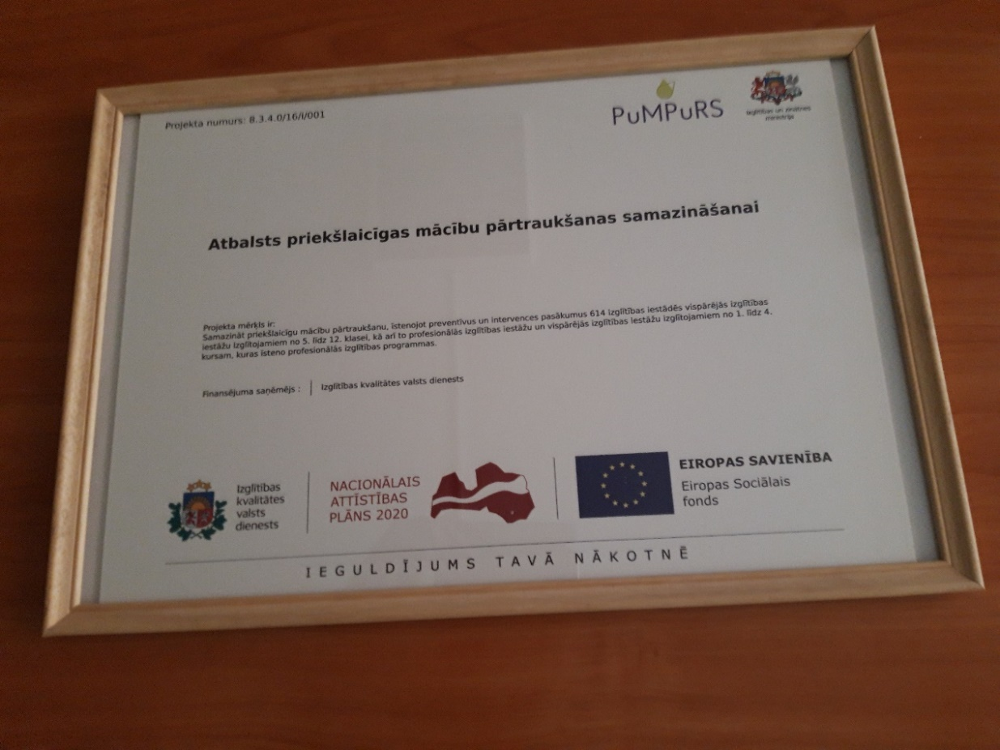 Projekta numurs: 8.3.4.0/16/I/001
PuMPuRS
Izglītības un zinātnes
ministrija
Atbalsts priekšlaicīgas mācību pārtraukšanas samazināšanai
Projekta mērķis ir:
Samazināt priekšlaicīgu mācību pārtraukšanu, īstenojot preventīvus un intervences pasākumus 614 izglītības iestādēs vispārējās izglītības
iestāžu izglītojamiem no 5. līdz 12. klasei, kā arī to profesionālās izglītības iestāžu un vispārējās izglītības iestāžu izglītojamiem no 1. līdz 4.
kursam, kuras īsteno profesionālās izglītības programmas.
Finansējuma saņēmējs : Izglītības kvalitātes valsts dienests
Izglītības
kvalitātes
valsts
dienests
NACIONĀLAIS
ATTĪSTĪBAS
PLĀNS 2020
EIROPAS SAVIENĪBA
Eiropas Sociālais
fonds
IEGULDĪJUMS TAVĀ NĀKOTNĒ